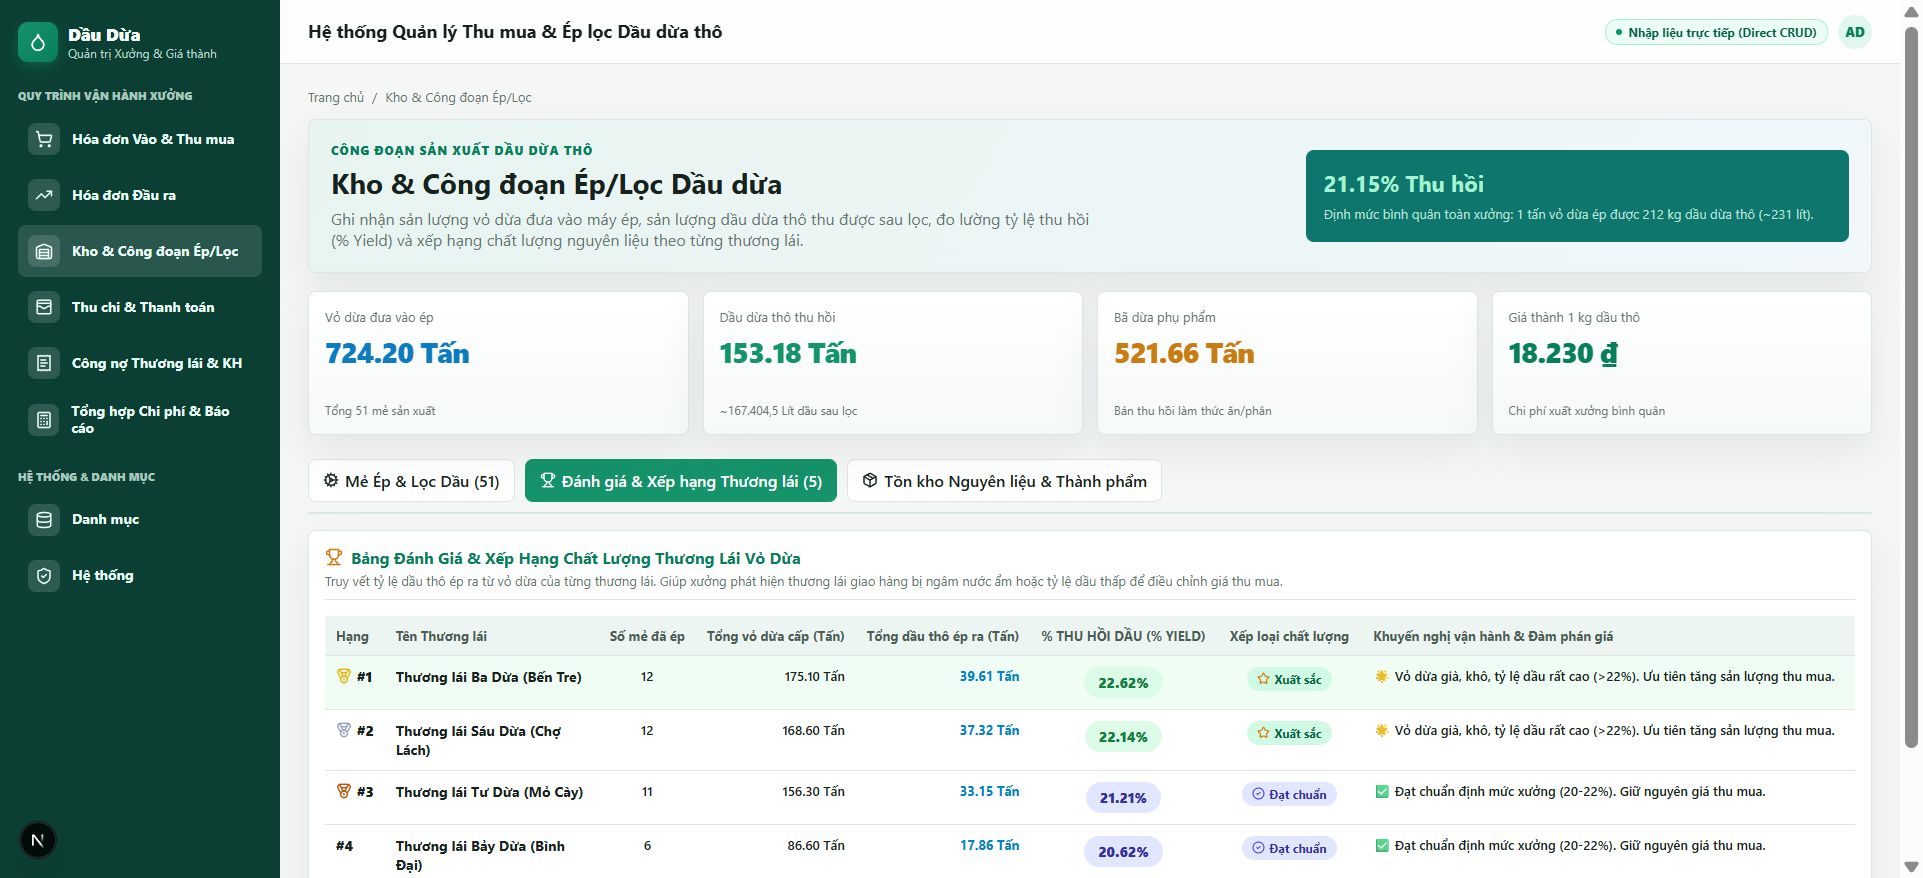 Dầu Dừa
Quản trị Xưởng & Giá thành
QUY TRÌNH VẬN HÀNH XƯỞNG
Hóa đơn Vào & Thu mua
Hóa đơn Đầu ra
Kho & Công đoạn Ép/Lọc
Thu chi & Thanh toán
Công nợ Thương lái & KH
Tổng hợp Chi phí & Báo
cáo
HỆ THỐNG & DANH MỤC
Danh mục
Hệ thống
N
Hệ thống Quản lý Thu mua & Ép lọc Dầu dừa thô
Nhập liệu trực tiếp (Direct CRUD)
AD
Trang chủ / Kho & Công đoạn Ép/Lọc
CÔNG ĐOẠN SẢN XUẤT DẦU DỪA THÔ
Kho & Công đoạn Ép/Lọc Dầu dừa
Ghi nhận sản lượng vỏ dừa đưa vào máy ép, sản lượng dầu dừa thô thu được sau lọc, đo lường tỷ lệ thu hồi
(% Yield) và xếp hạng chất lượng nguyên liệu theo từng thương lái.
21.15% Thu hồi
Định mức bình quân toàn xưởng: 1 tấn vỏ dừa ép được 212 kg dầu dừa thô (~231 lít).
Vỏ dừa đưa vào ép
724.20 Tấn
Tổng 51 mẻ sản xuất
Dầu dừa thô thu hồi
153.18 Tấn
~167.404,5 Lít dầu sau lọc
Bã dừa phụ phẩm
521.66 Tấn
Bán thu hồi làm thức ăn/phân
Giá thành 1 kg dầu thô
18.230 ₫
Chi phí xuất xưởng bình quân
Mẻ Ép & Lọc Dầu (51)
Đánh giá & Xếp hạng Thương lái (5)
Tồn kho Nguyên liệu & Thành phẩm
Bảng Đánh Giá & Xếp Hạng Chất Lượng Thương Lái Vỏ Dừa
Truy vết tỷ lệ dầu thô ép ra từ vỏ dừa của từng thương lái. Giúp xưởng phát hiện thương lái giao hàng bị ngâm nước ẩm hoặc tỷ lệ dầu thấp để điều chỉnh giá thu mua.
Hạng Tên Thương lái Số mẻ đã ép Tổng vỏ dừa cấp (Tấn) Tổng dầu thô ép ra (Tấn) % THU HỒI DẦU (% YIELD) Xếp loại chất lượng Khuyến nghị vận hành & Đàm phán giá
#1 Thương lái Ba Dừa (Bến Tre) 12 175.10 Tấn 39.61 Tấn 22.62% Xuất sắc Vỏ dừa già, khô, tỷ lệ dầu rất cao (>22%). Ưu tiên tăng sản lượng thu mua.
#2 Thương lái Sáu Dừa (Chợ 12 168.60 Tấn 37.32 Tấn 22.14% Xuất sắc Vỏ dừa già, khô, tỷ lệ dầu rất cao (>22%). Ưu tiên tăng sản lượng thu mua.
Lách)
#3 Thương lái Tư Dừa (Mỏ Cày) 11 156.30 Tấn 33.15 Tấn 21.21% Đạt chuẩn Đạt chuẩn định mức xưởng (20-22%). Giữ nguyên giá thu mua.
#4 Thương lái Bảy Dừa (Bình 6 86.60 Tấn 17.86 Tấn 20.62% Đạt chuẩn Đạt chuẩn định mức xưởng (20-22%). Giữ nguyên giá thu mua.
Đại)